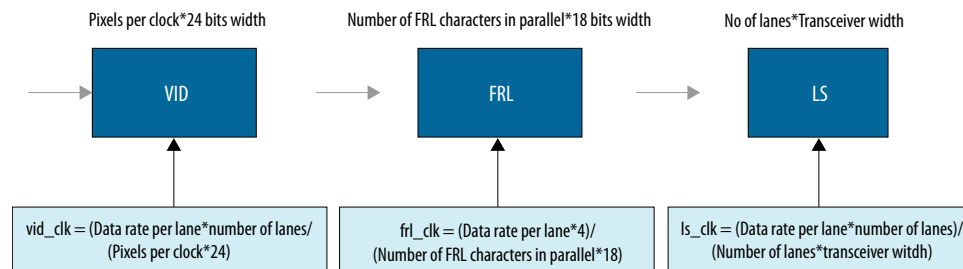 Pixels per clock*24 bits width
Number of FRL characters in parallel*18 bits width
No of lanes*Transceiver width
VID
FRL
LS
vid_clk = (Data rate per lane*number of lanes/
(Pixels per clock*24)
frl_clk = (Data rate per lane*4)/
(Number of FRL characters in parallel*18)
ls_clk = (Data rate per lane*number of lanes)/
(Number of lanes*transceiver witdh)